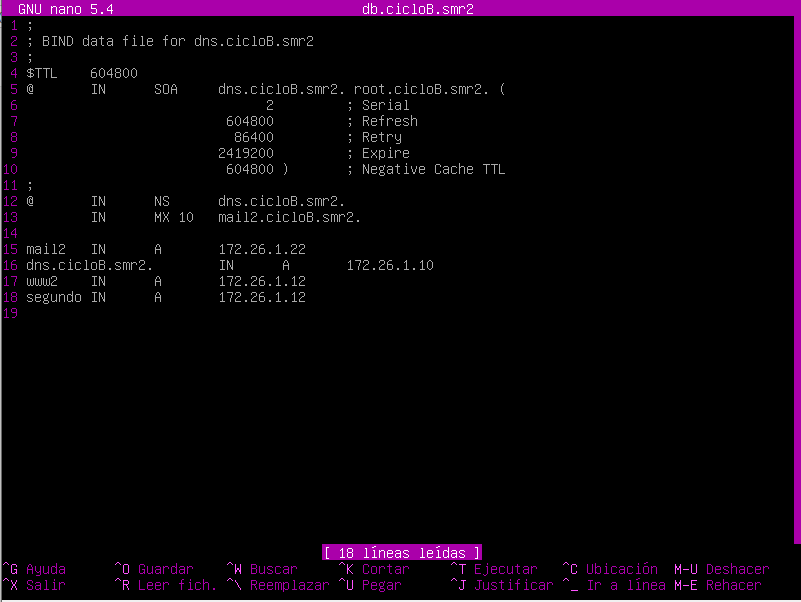 GNU nano 5.4 db.cicloB.smr2
1 ;
2 ; BIND data file for dns.cicloB.smr2
3 ;
4 $TTL 604800
5 @ IN SOA dns.cicloB.smr2. root.cicloB.smr2. (
6 2 ; Serial
7 604800 ; Refresh
8 86400 ; Retry
9 2419200 ; Expire
10 604800 ) ; Negative Cache TTL
11 ;
12 @ IN NS dns.cicloB.smr2.
13 IN MX 10 mail2.cicloB.smr2.
14
15 mail2 IN A 172.26.1.22
16 dns.cicloB.smr2. IN A 172.26.1.10
17 www2 IN A 172.26.1.12
18 segundo IN A 172.26.1.12
19
[ 18 líneas leídas ]
^G Ayuda ^O Guardar ^W Buscar ^K Cortar ^T Ejecutar ^C Ubicación M-U Deshacer
^X Salir ^R Leer fich. ^\ Reemplazar ^U Pegar ^J Justificar ^_ Ir a línea M-E Rehacer